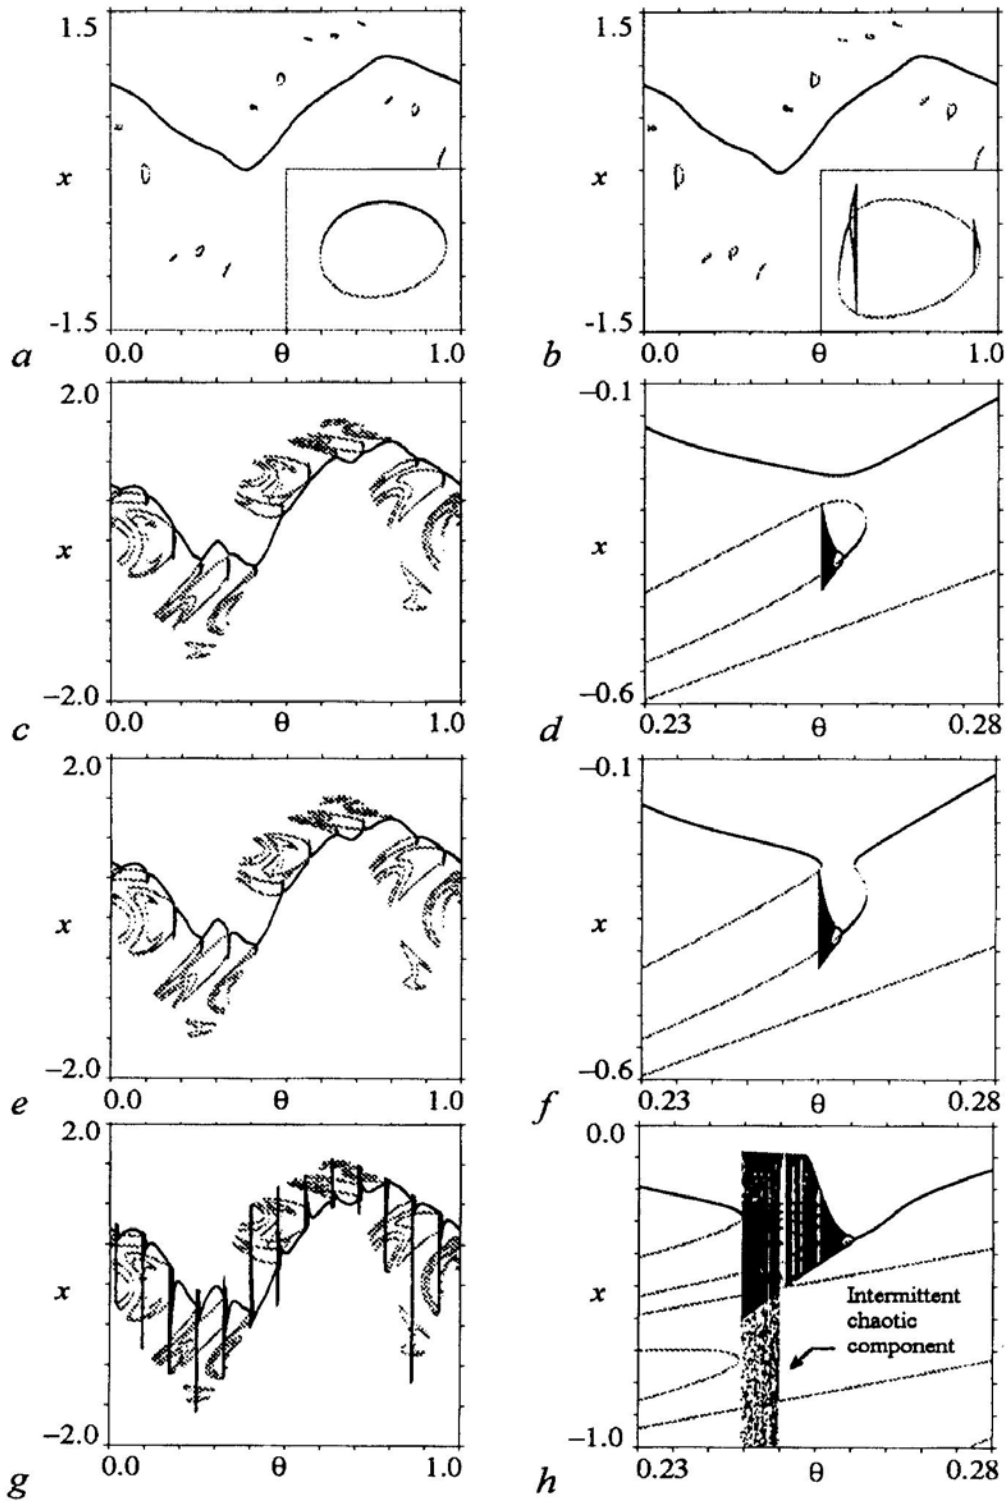 1.5
x
-1.5
0.0 θ 1.0
a
1.5
x
-1.5
0.0 θ 1.0
b
2.0
x
−2.0
0.0 θ 1.0
c
−0.1
x
−0.6
0.23 θ 0.28
d
2.0
x
−2.0
0.0 θ 1.0
e
−0.1
x
−0.6
0.23 θ 0.28
f
2.0
x
−2.0
0.0 θ 1.0
g
0.0
x
Intermittent
chaotic
component
−1.0
0.23 θ 0.28
h